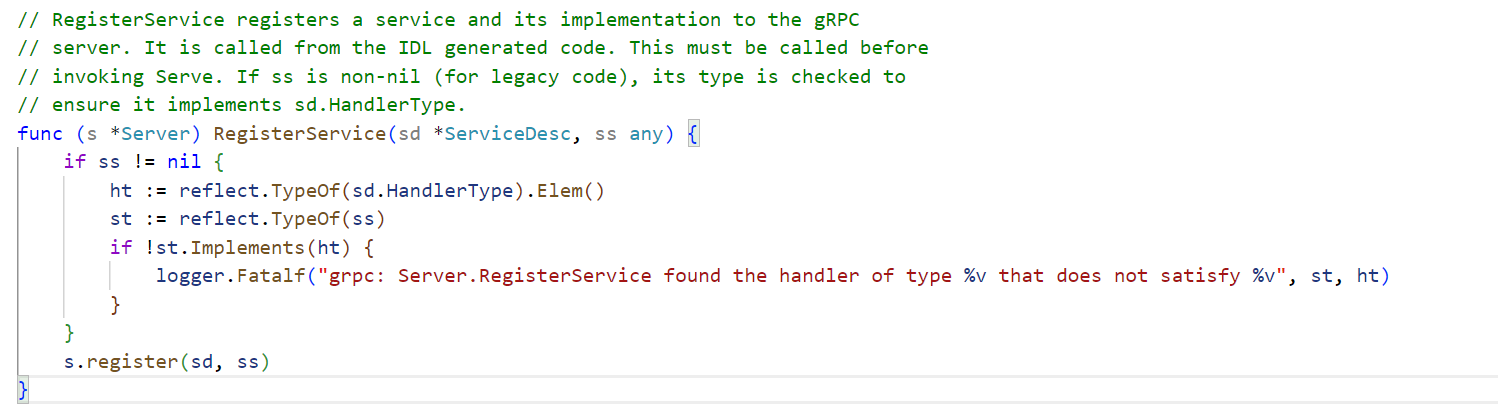 // RegisterService registers a service and its implementation to the gRPC
// server. It is called from the IDL generated code. This must be called before
// invoking Serve. If ss is non-nil (for legacy code), its type is checked to
// ensure it implements sd.HandlerType.
func (s *Server) RegisterService(sd *ServiceDesc, ss any) {
    if ss != nil {
        ht := reflect.TypeOf(sd.HandlerType).Elem()
        st := reflect.TypeOf(ss)
        if !st.Implements(ht) {
            logger.Fatalf("grpc: Server.RegisterService found the handler of type %v that does not satisfy %v", st, ht)
        }
    }
    s.register(sd, ss)
}